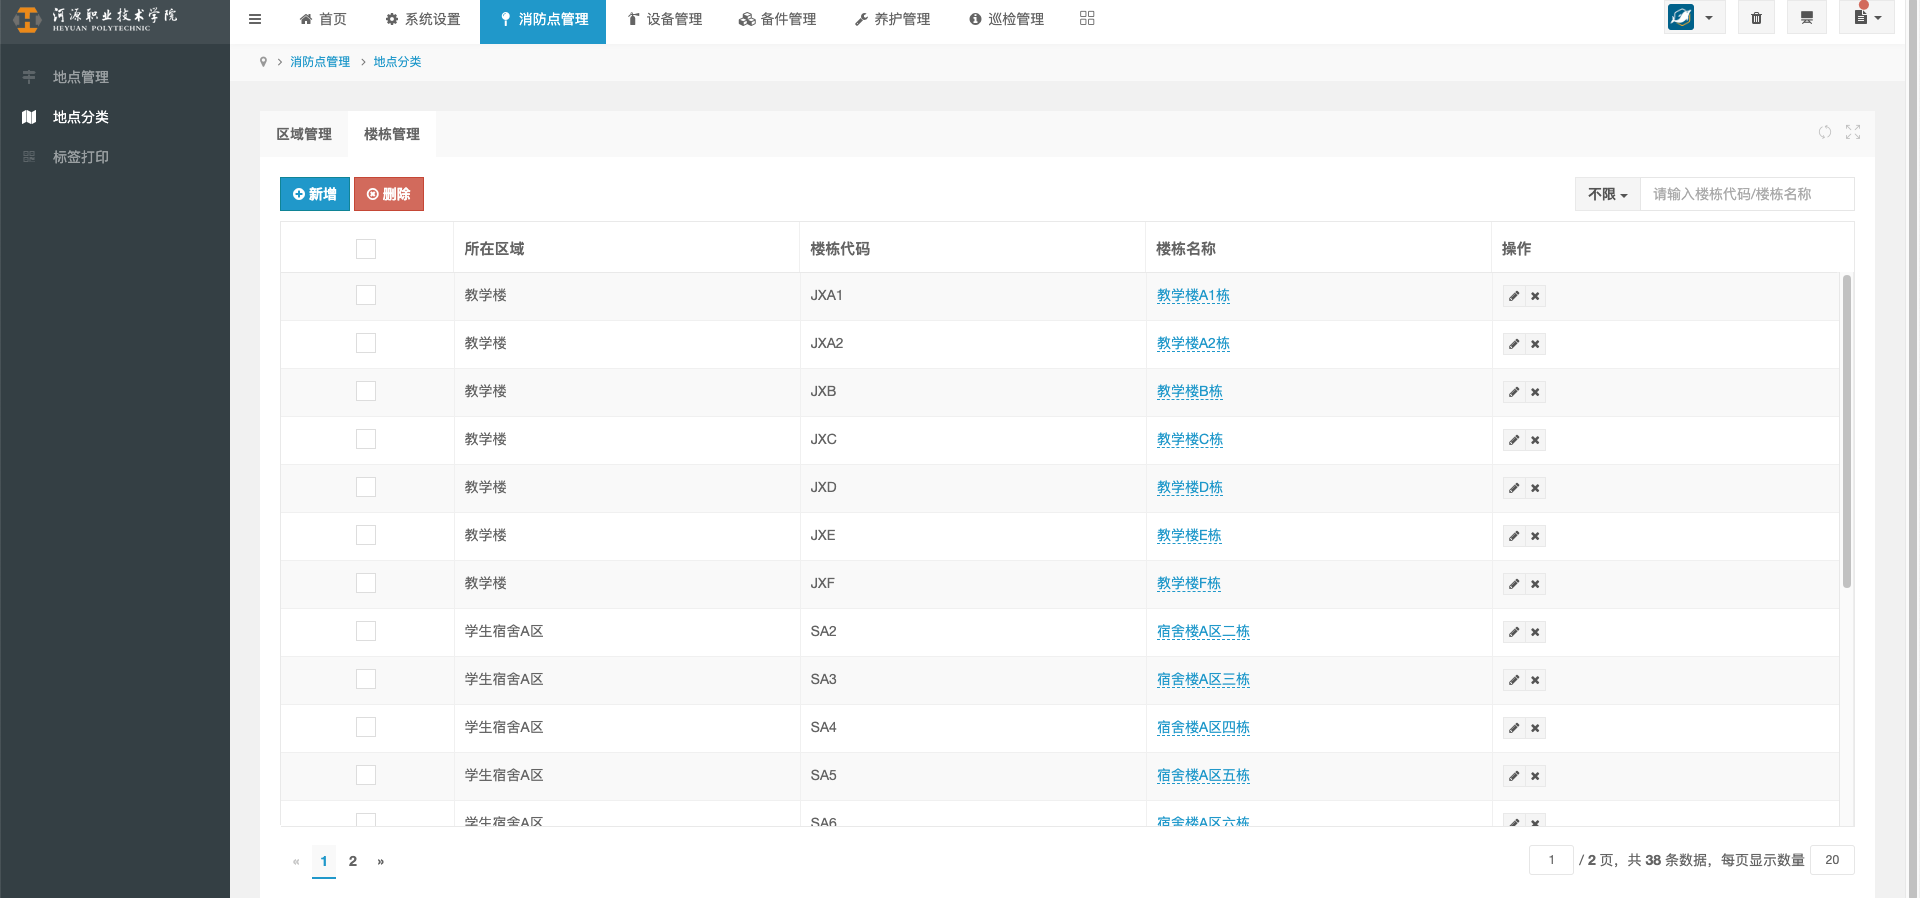 河源职业技术学院
HEYUAN POLYTECHNIC
首页 系统设置 消防点管理 设备管理 备件管理 养护管理 巡检管理
消防点管理 > 地点分类
地点管理
地点分类
标签打印
区域管理 楼栋管理
新增 删除 不限 请输入楼栋代码/楼栋名称
所在区域 楼栋代码 楼栋名称 操作
教学楼 JXA1 教学楼A1栋
教学楼 JXA2 教学楼A2栋
教学楼 JXB 教学楼B栋
教学楼 JXC 教学楼C栋
教学楼 JXD 教学楼D栋
教学楼 JXE 教学楼E栋
教学楼 JXF 教学楼F栋
学生宿舍A区 SA2 宿舍楼A区二栋
学生宿舍A区 SA3 宿舍楼A区三栋
学生宿舍A区 SA4 宿舍楼A区四栋
学生宿舍A区 SA5 宿舍楼A区五栋
学生宿舍A区 SA6 宿舍楼A区六栋
« 1 2 » 1 / 2 页，共 38 条数据，每页显示数量 20